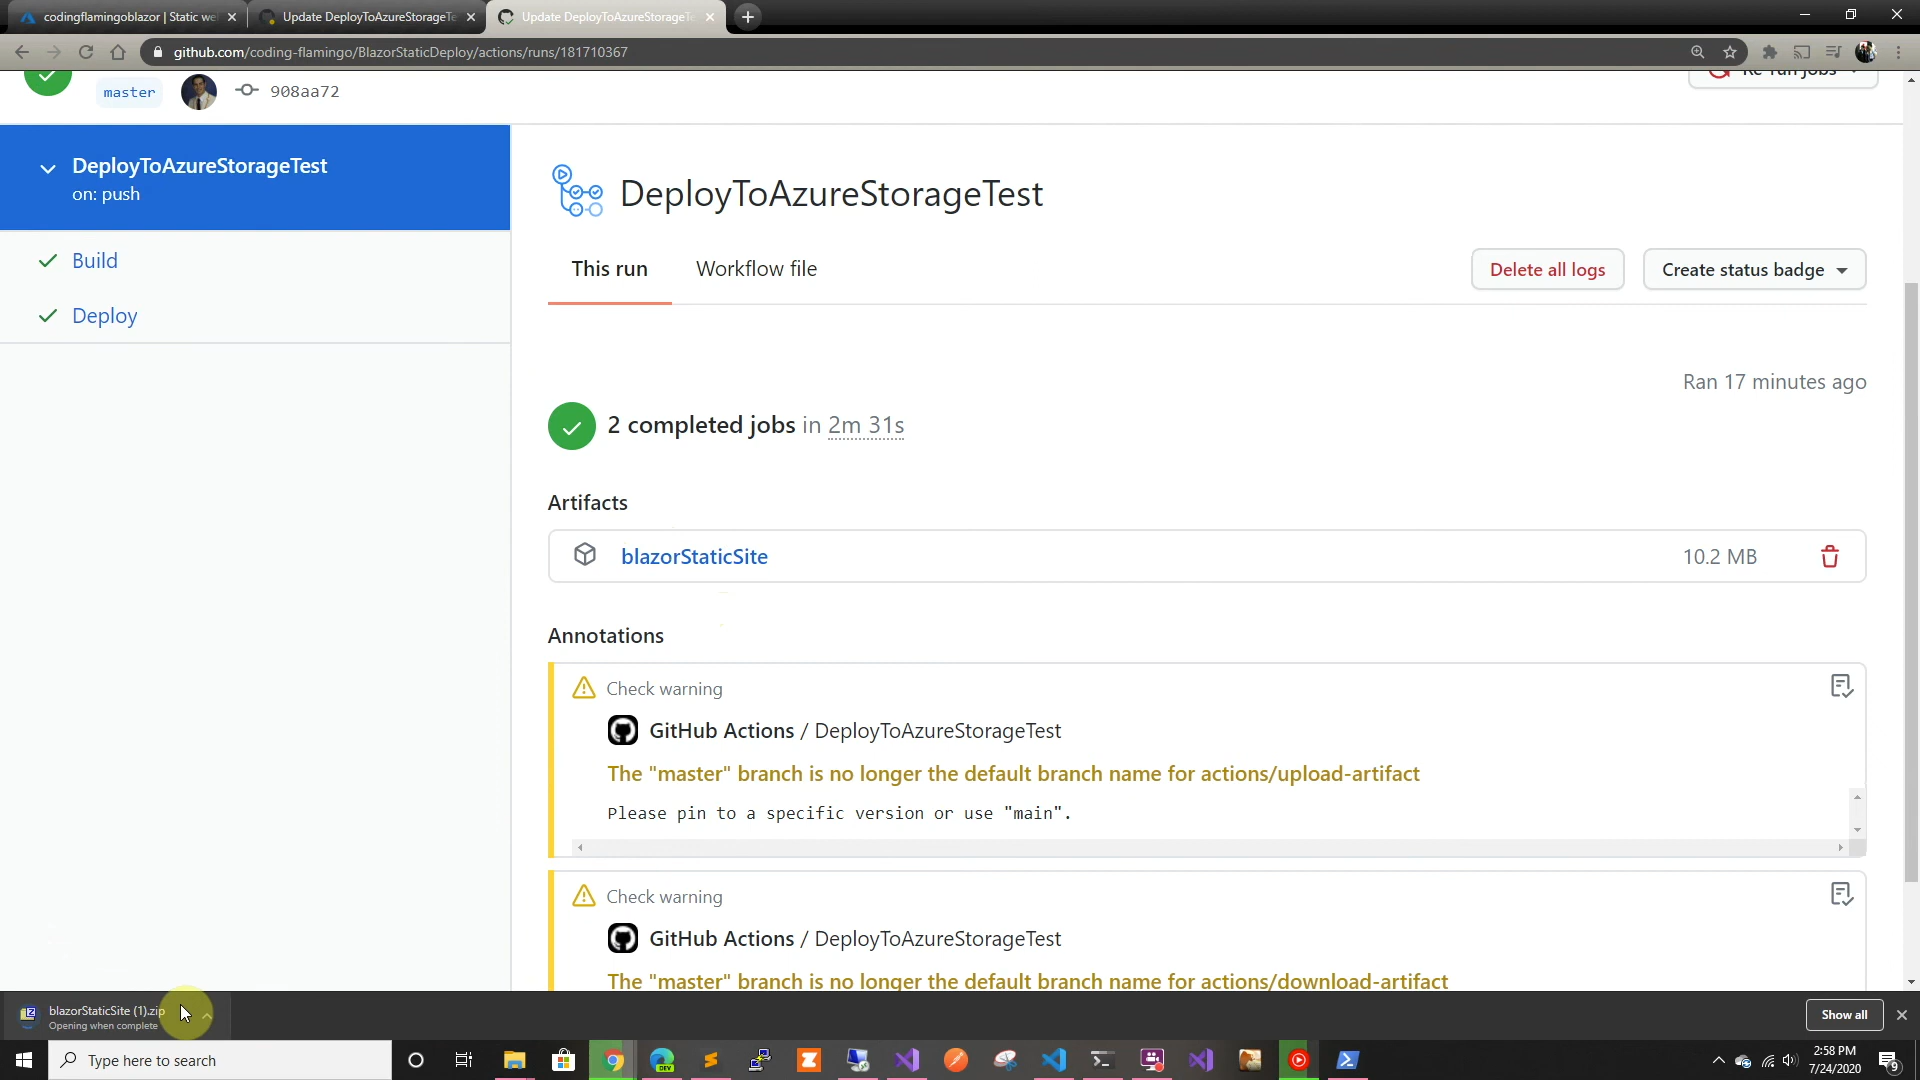 codingflamingoblazor | Static we
Update DeployToAzureStorageTe
Update DeployToAzureStorageTe
github.com/coding-flamingo/BlazorStaticDeploy/actions/runs/181710367
master
908aa72
Re-run jobs
DeployToAzureStorageTest
on: push
Build
Deploy
DeployToAzureStorageTest
This run
Workflow file
Delete all logs
Create status badge
Ran 17 minutes ago
2 completed jobs in 2m 31s
Artifacts
blazorStaticSite
10.2 MB
Annotations
Check warning
GitHub Actions / DeployToAzureStorageTest
The "master" branch is no longer the default branch name for actions/upload-artifact
Please pin to a specific version or use "main".
Check warning
GitHub Actions / DeployToAzureStorageTest
The "master" branch is no longer the default branch name for actions/download-artifact
blazorStaticSite (1).zip
Opening when complete
Show all
Type here to search
DEV
2:58 PM
7/24/2020
9